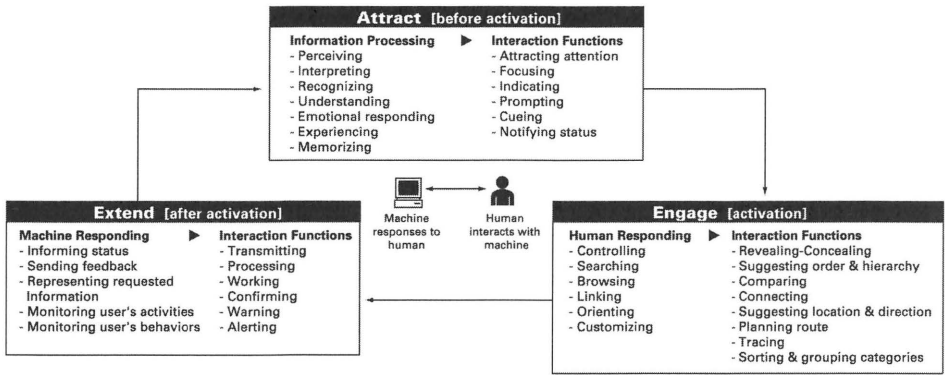 Attract [before activation]
Information Processing ▶ Interaction Functions
- Perceiving
- Interpreting
- Recognizing
- Understanding
- Emotional responding
- Experiencing
- Memorizing
- Attracting attention
- Focusing
- Indicating
- Prompting
- Cueing
- Notifying status
Machine
responses to
human
Human
interacts with
machine
Extend [after activation]
Machine Responding ▶ Interaction Functions
- Informing status
- Sending feedback
- Representing requested
Information
- Monitoring user's activities
- Monitoring user's behaviors
- Transmitting
- Processing
- Working
- Confirming
- Warning
- Alerting
Engage [activation]
Human Responding ▶ Interaction Functions
- Controlling
- Searching
- Browsing
- Linking
- Orienting
- Customizing
- Revealing-Concealing
- Suggesting order & hierarchy
- Comparing
- Connecting
- Suggesting location & direction
- Planning route
- Tracing
- Sorting & grouping categories